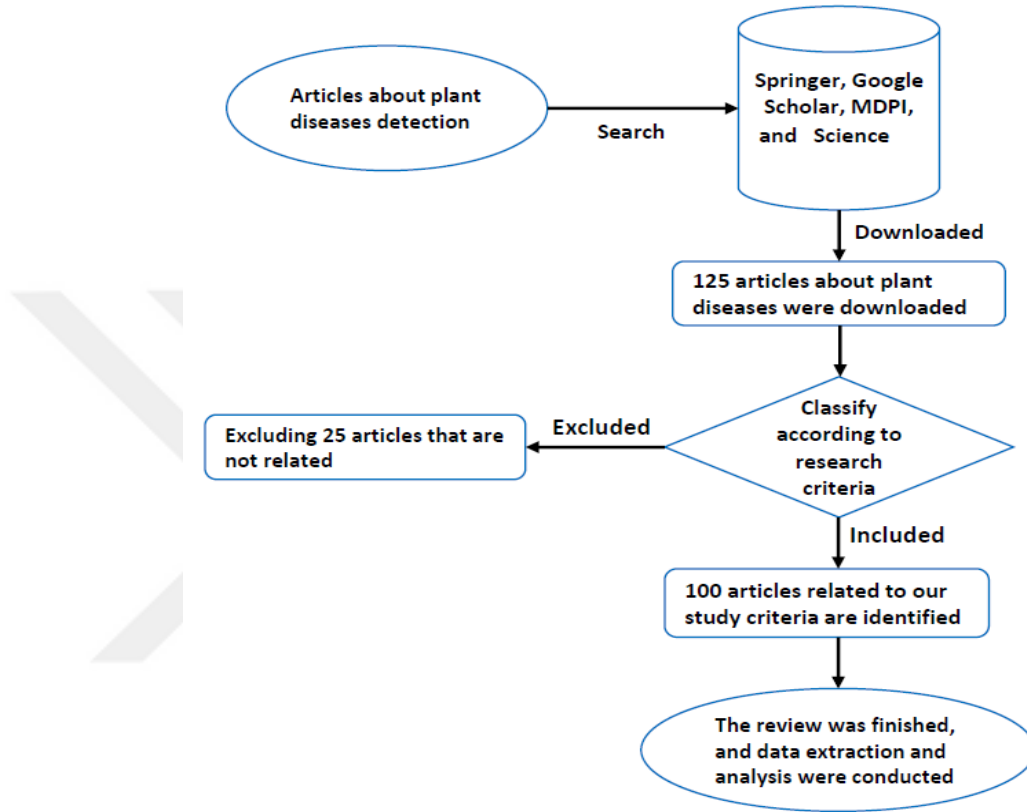 Articles about plant
diseases detection
Search
Springer, Google
Scholar, MDPI,
and Science
Downloaded
125 articles about plant
diseases were downloaded
Classify
according to
research
criteria
Excluded
Excluding 25 articles that are
not related
Included
100 articles related to our
study criteria are identified
The review was finished,
and data extraction and
analysis were conducted